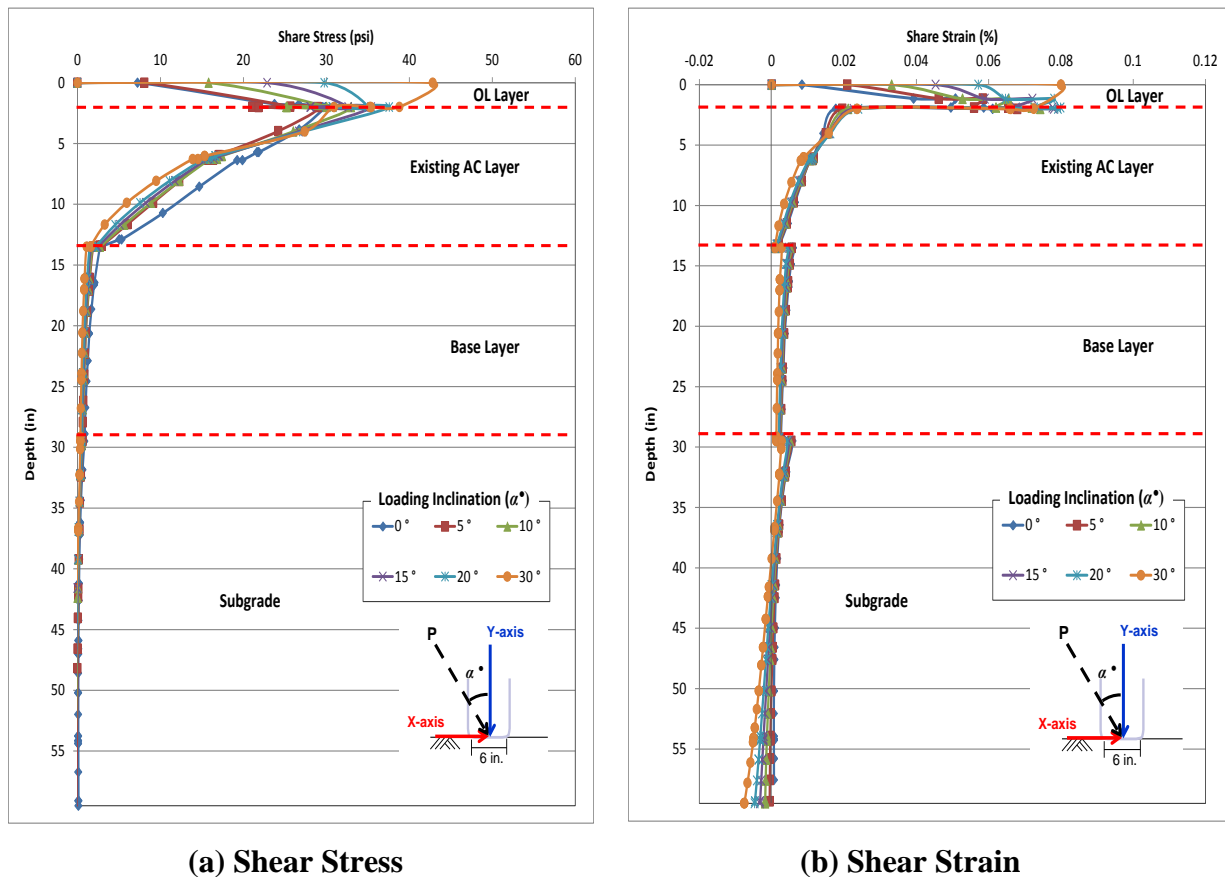 Share Stress (psi)
0 10 20 30 40 50 60
0
5
10
15
20
25
30
35
40
45
50
55
Depth (in)
OL Layer
Existing AC Layer
Base Layer
Subgrade
Loading Inclination (α°)
0 ° 5 ° 10 °
15 ° 20 ° 30 °
P
Y-axis
α °
X-axis
6 in.
(a) Shear Stress
Share Strain (%)
-0.02 0 0.02 0.04 0.06 0.08 0.1 0.12
0
5
10
15
20
25
30
35
40
45
50
55
Depth (in)
OL Layer
Existing AC Layer
Base Layer
Subgrade
Loading Inclination (α°)
0 ° 5 ° 10 °
15 ° 20 ° 30 °
P
Y-axis
α °
X-axis
6 in.
(b) Shear Strain